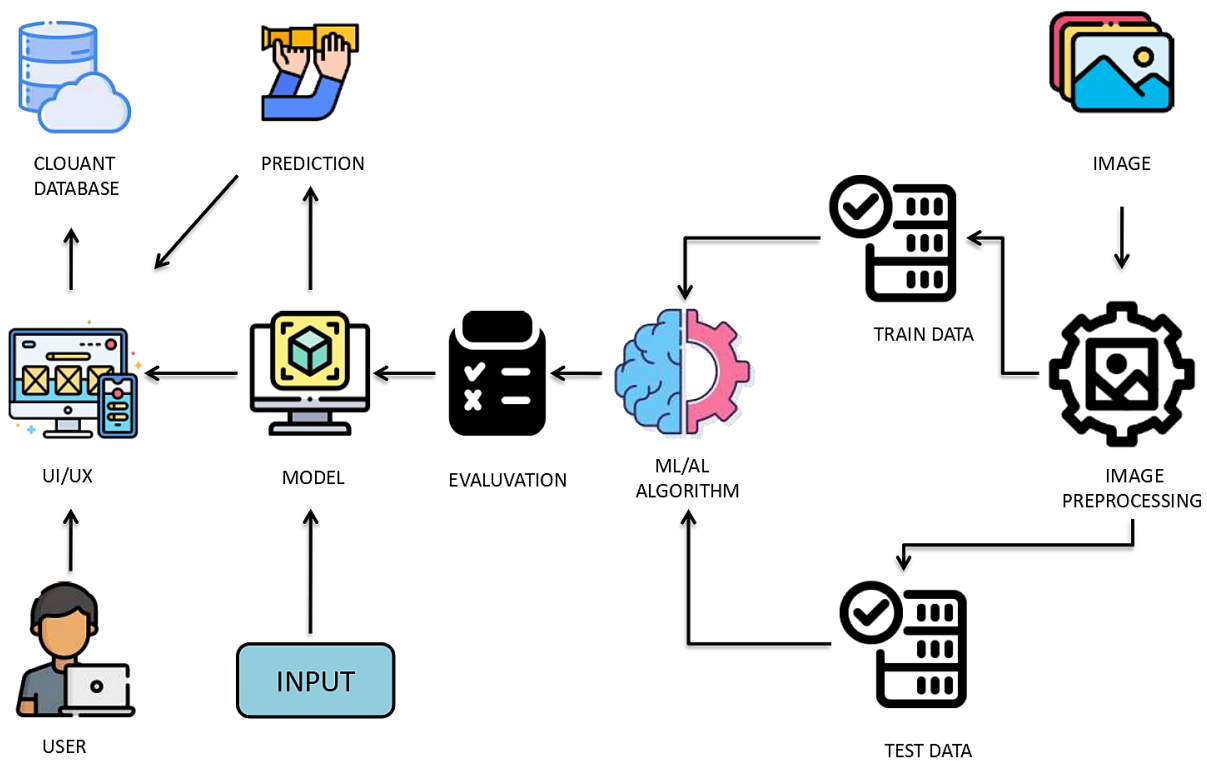 CLOUANT
DATABASE
PREDICTION
IMAGE
TRAIN DATA
UI/UX
MODEL
EVALUVATION
ML/AL
ALGORITHM
IMAGE
PREPROCESSING
INPUT
USER
TEST DATA